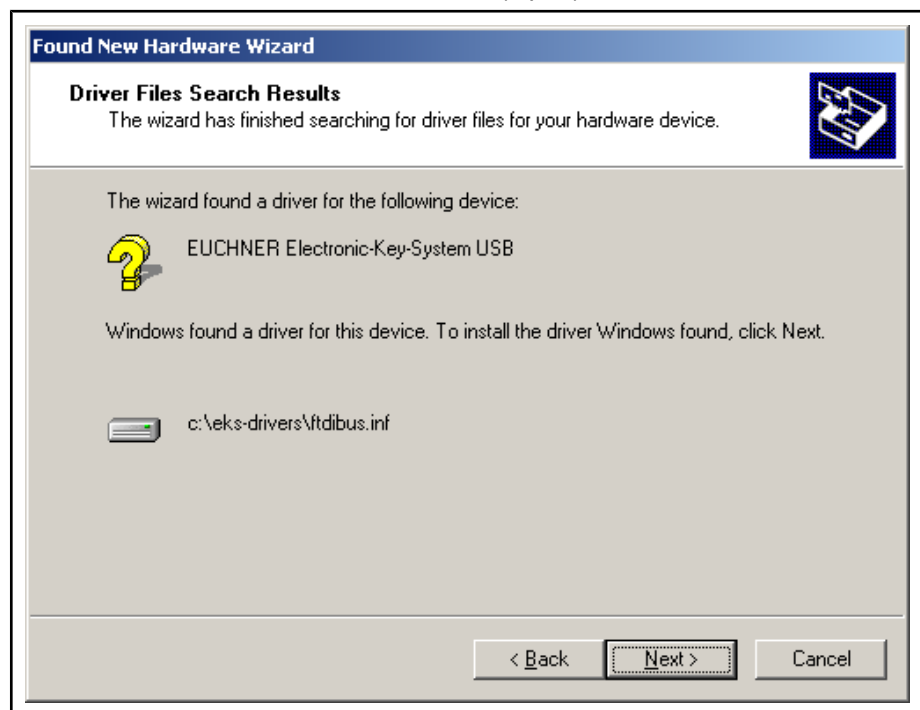 Found New Hardware Wizard
Driver Files Search Results
The wizard has finished searching for driver files for your hardware device.
The wizard found a driver for the following device:
EUCHNER Electronic-Key-System USB
Windows found a driver for this device. To install the driver Windows found, click Next.
c:\eks-drivers\ftdibus.inf
< Back Next > Cancel